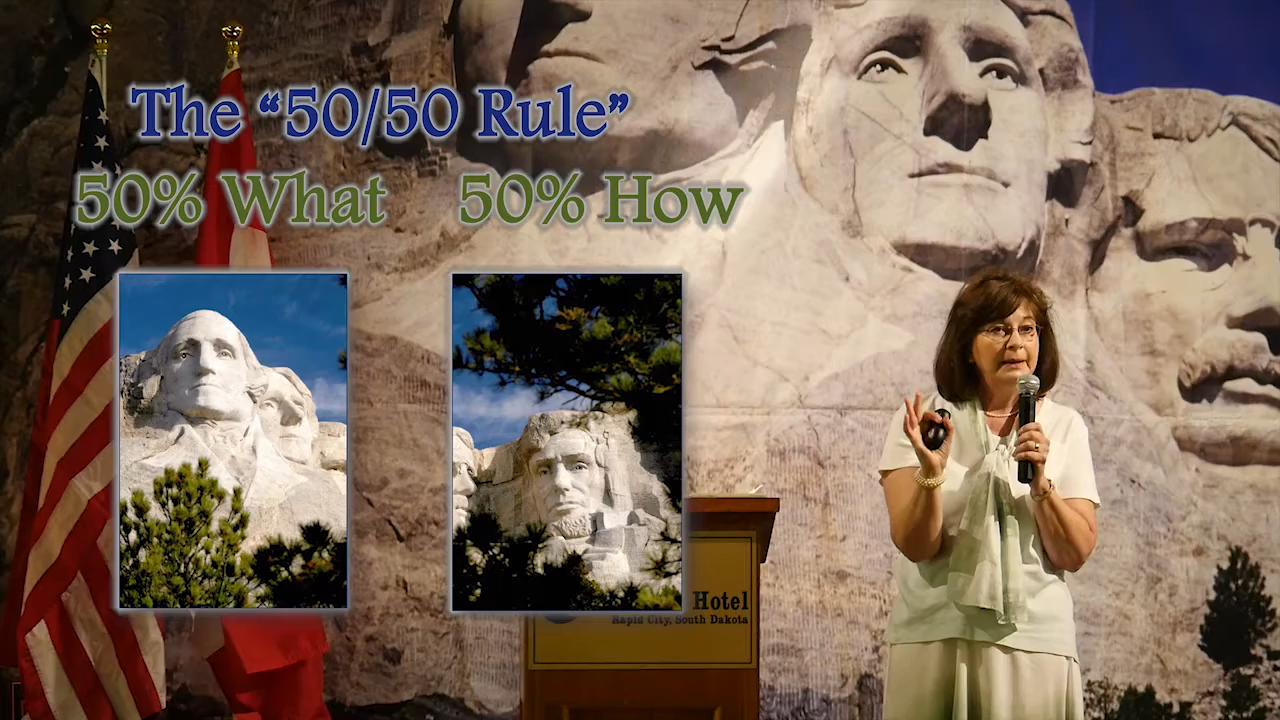 The “50/50 Rule”
50% What 50% How
Hotel
Rapid City, South Dakota